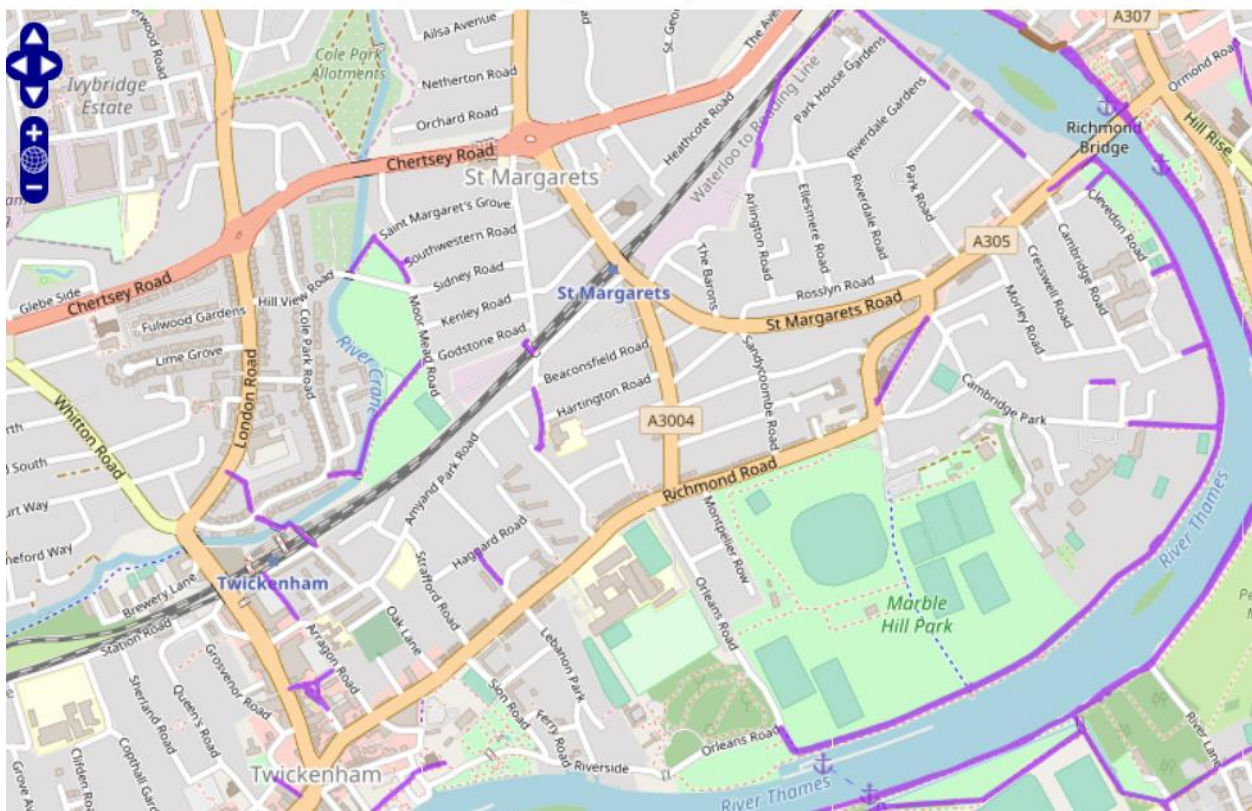 A307
Ailsa Avenue
The Ave
Ormond Road
Cole Park
Allotments
Netherton Road
Park House Gardens
Ivybridge
Estate
Orchard Road
Heathcote Road
Waterloo to Reading Line
Riverdale Gardens
Richmond
Bridge
Hill Rise
Chertsey Road
St Margarets
Saint Margaret's Grove
Southwestern Road
Arlington Road
Ellesmere Road
Riverdale Road
Park Road
Clevedon Road
A305
Sidney Road
The Barons
Cresswell Road
Cambridge Road
Glebe Side
Chertsey Road
Hill View Road
St Margarets
Rosslyn Road
Morley Road
Fulwood Gardens
Kenley Road
St Margarets Road
Cole Park Road
Moor Mead Road
Godstone Road
Lime Grove
River Crane
Beaconsfield Road
Sandycoombe Road
London Road
Hartington Road
Cambridge Park
Whitton Road
A3004
South
Richmond Road
Amyand Park Road
Montpelier Row
River Thames
Haggard Road
Strafford Road
Twickenham
Brewery Lane
Orleans Road
Marble
Hill Park
Station Road
Oak Lane
Arragon Road
Grosvenor Road
Lebanon Park
Sherland Road
Queen's Road
Sion Road
Ferry Road
River Lane
Orleans Road
Clifden Road
Copthall Gar
Twickenham
Riverside
River Thames